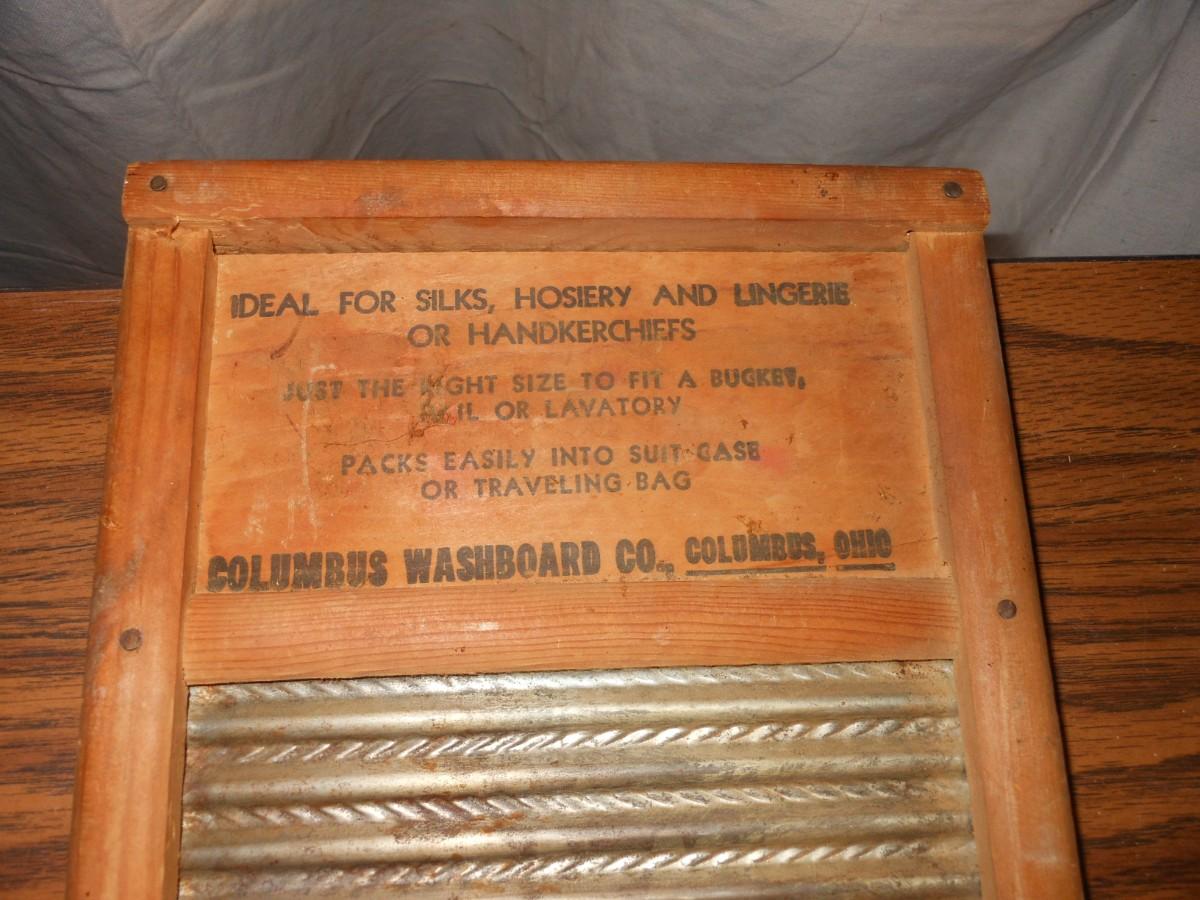 IDEAL FOR SILKS, HOSIERY AND LINGERIE
OR HANDKERCHIEFS
JUST THE RIGHT SIZE TO FIT A BUCKET,
PAIL OR LAVATORY
PACKS EASILY INTO SUIT CASE
OR TRAVELING BAG
COLUMBUS WASHBOARD CO., COLUMBUS, OHIO